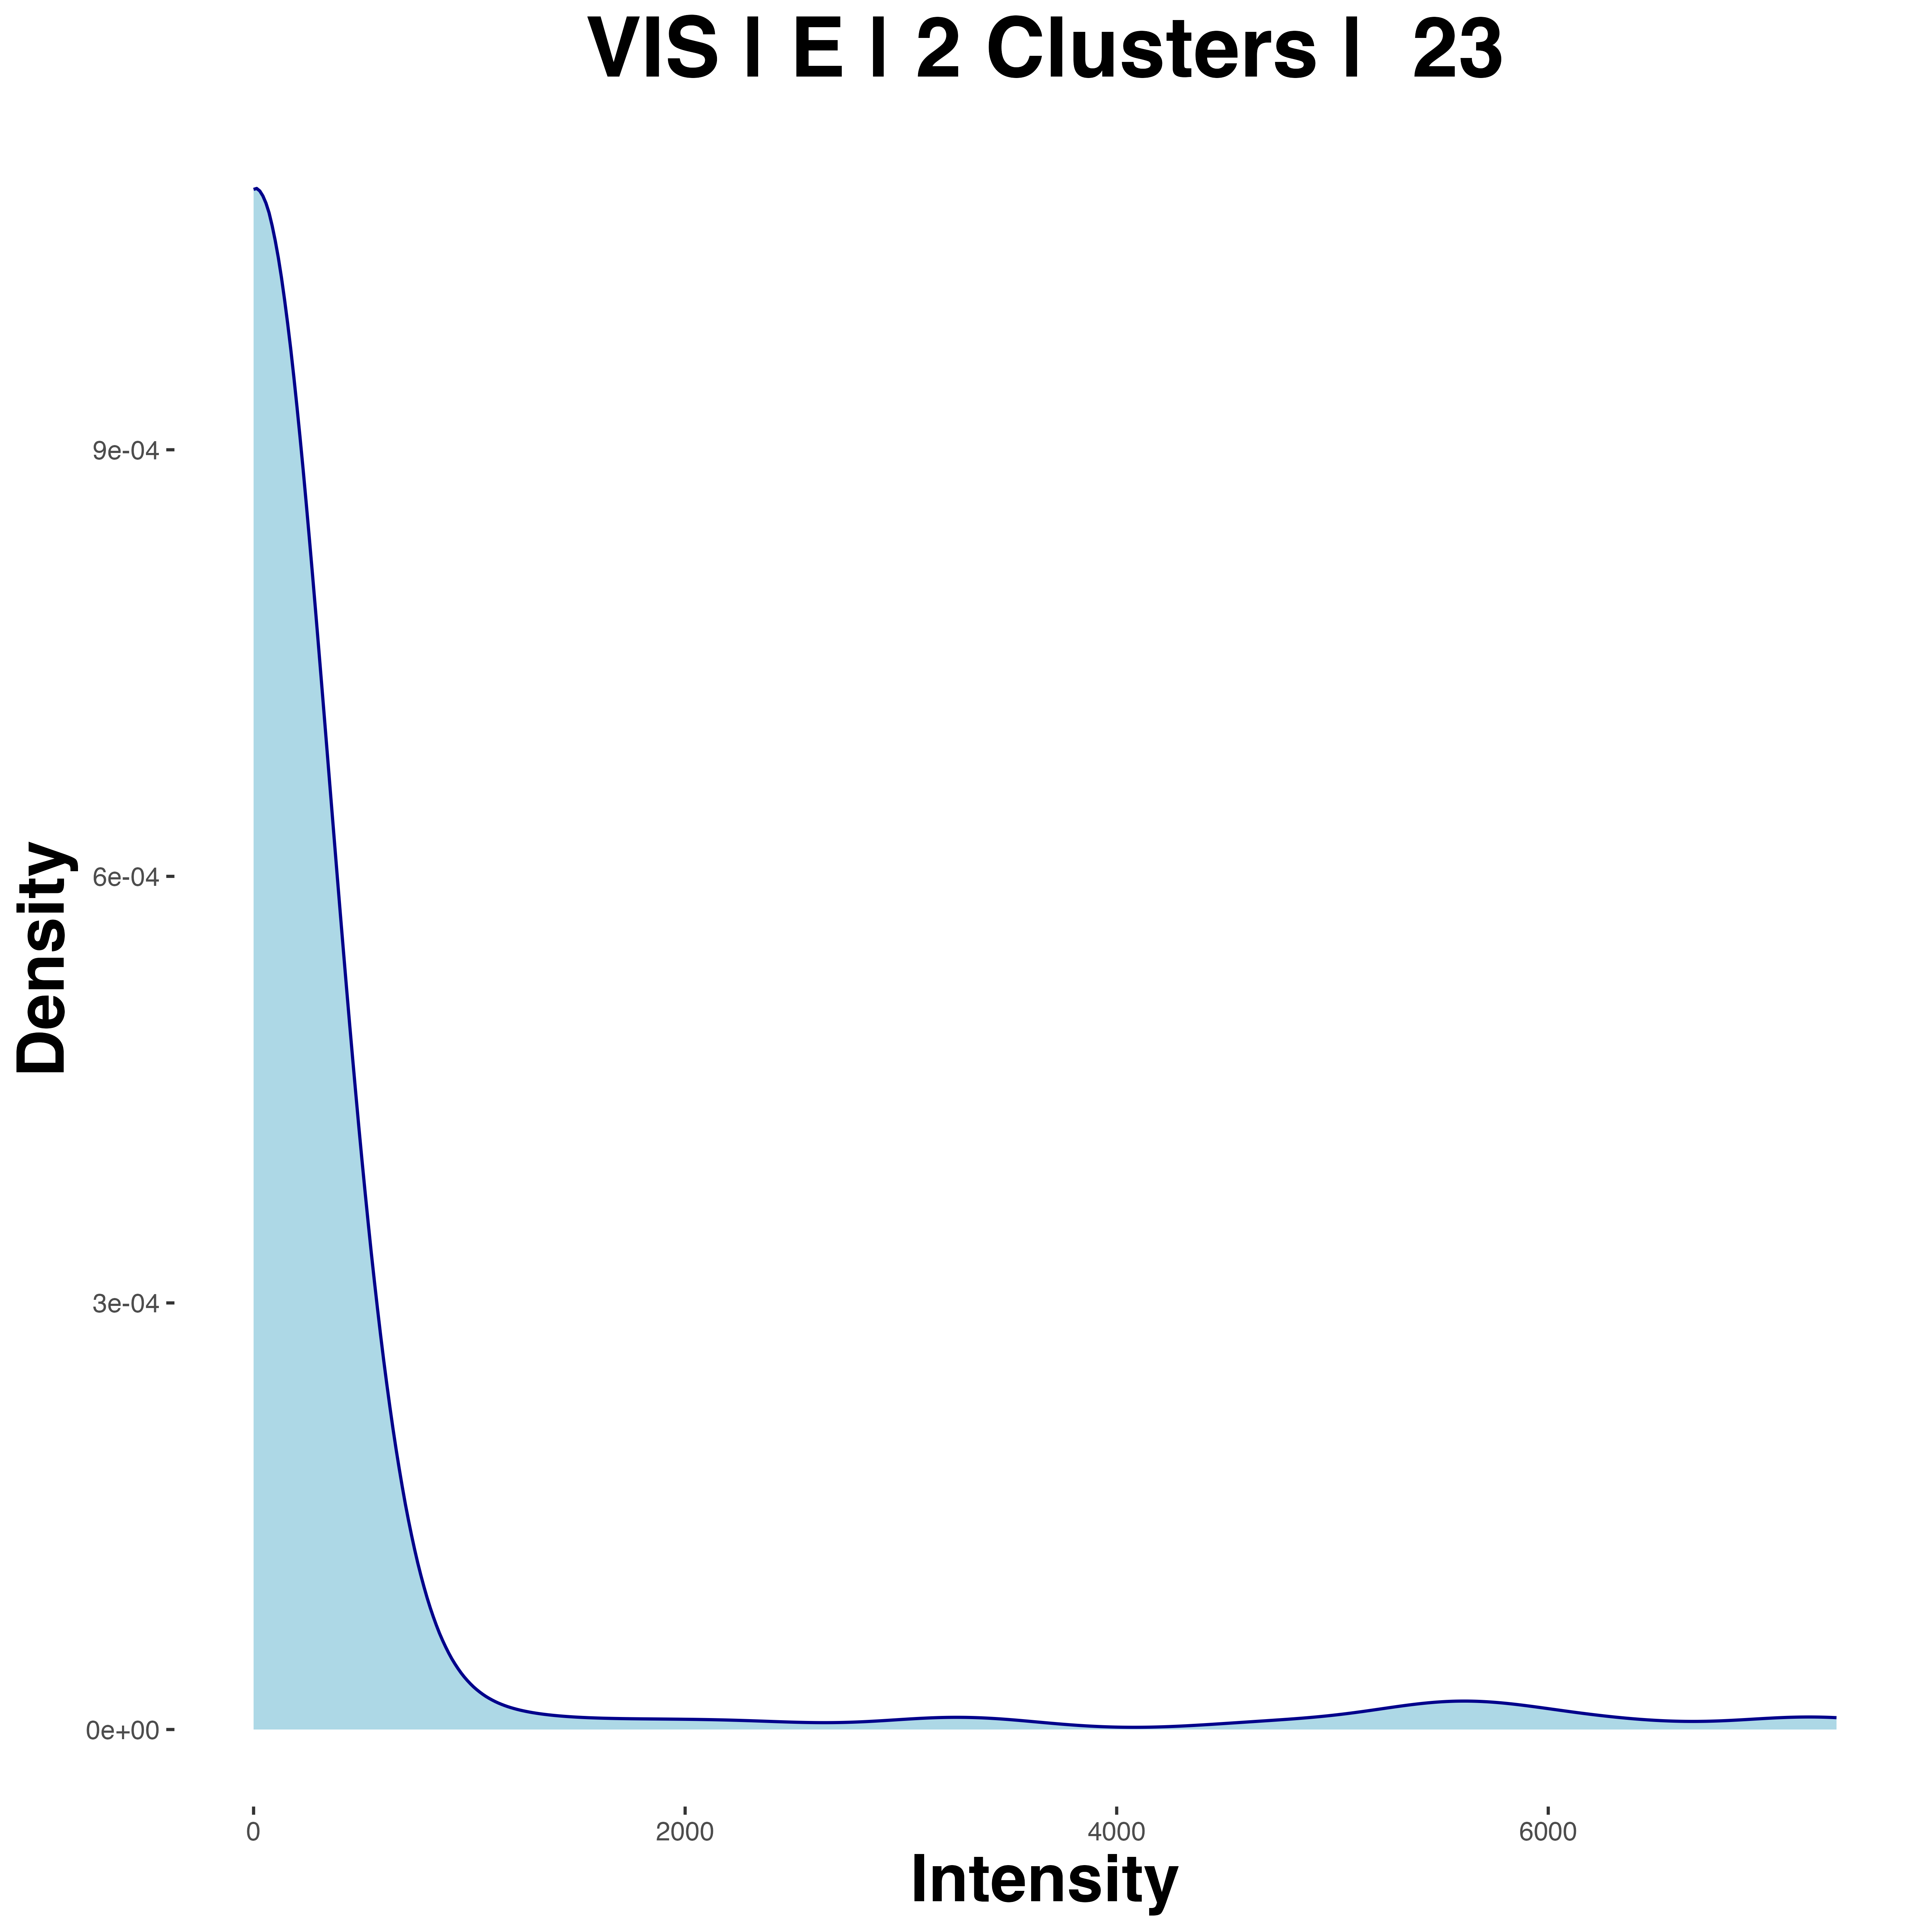 VIS | E | 2 Clusters | 23
Density
9e-04
6e-04
3e-04
0e+00
0
2000
4000
6000
Intensity